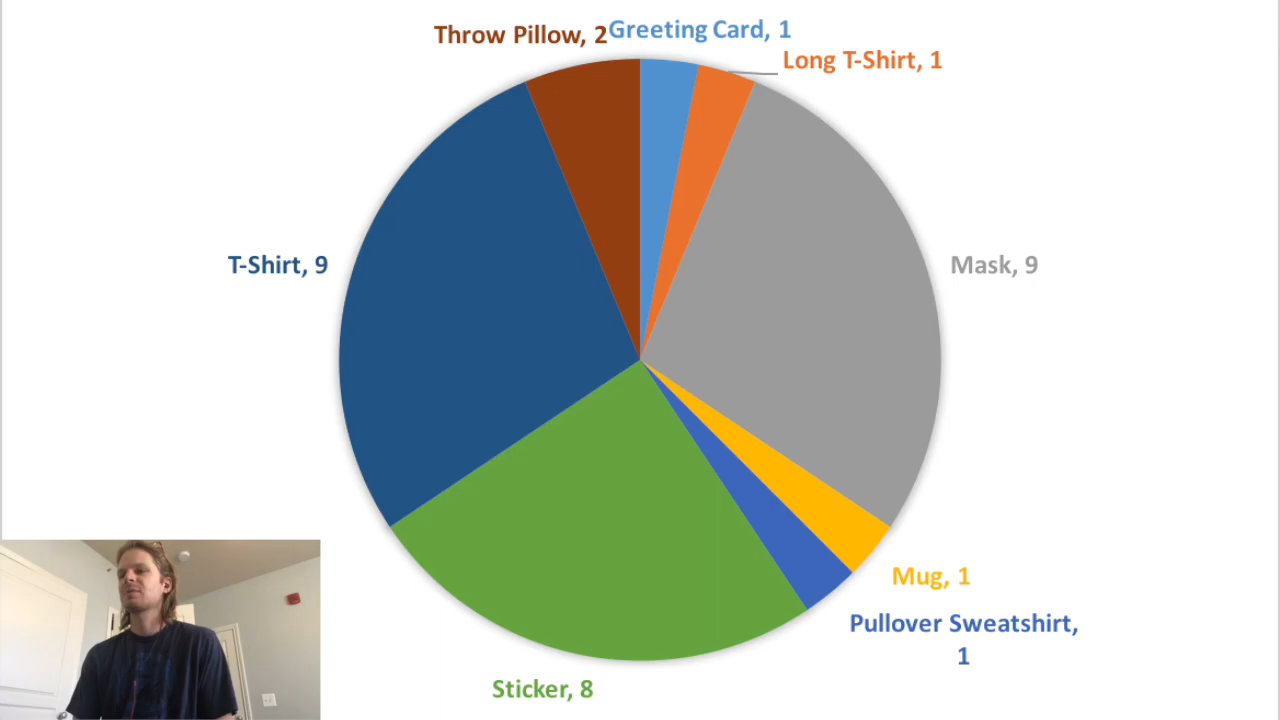 Throw Pillow, 2
Greeting Card, 1
Long T-Shirt, 1
T-Shirt, 9
Mask, 9
Mug, 1
Pullover Sweatshirt,
1
Sticker, 8